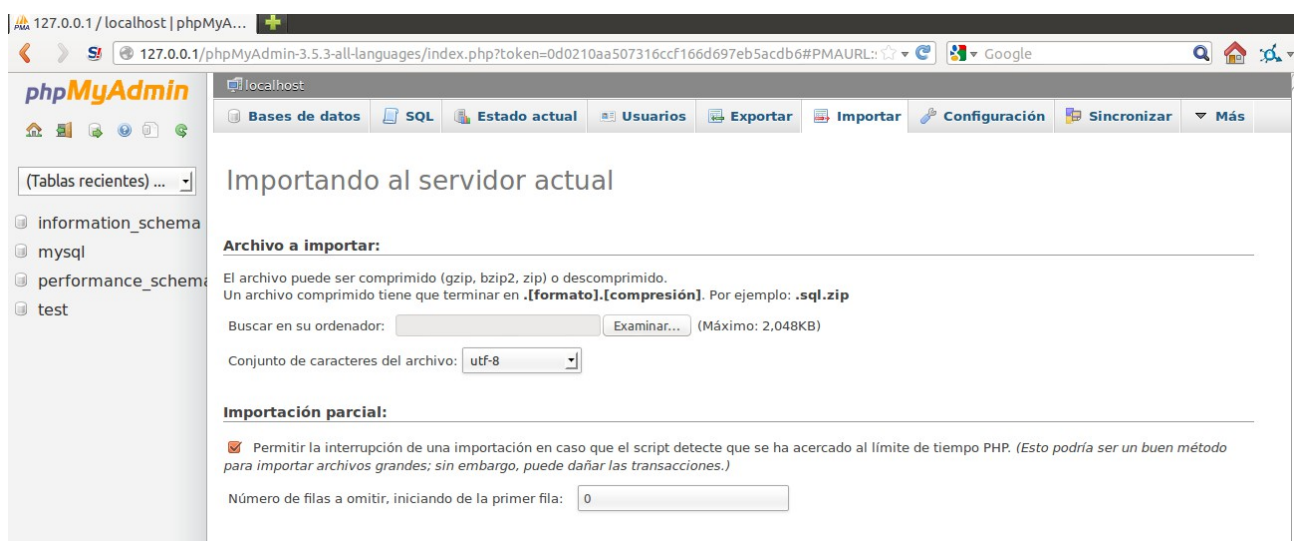 127.0.0.1 / localhost | phpMyA...
127.0.0.1/phpMyAdmin-3.5.3-all-languages/index.php?token=0d0210aa507316ccf166d697eb5acdb6#PMAURL::
Google
phpMyAdmin
localhost
Bases de datos SQL Estado actual Usuarios Exportar Importar Configuración Sincronizar Más
(Tablas recientes) ...
information_schema
mysql
performance_schema
test
Importando al servidor actual
Archivo a importar:
El archivo puede ser comprimido (gzip, bzip2, zip) o descomprimido.
Un archivo comprimido tiene que terminar en .[formato].[compresión]. Por ejemplo: .sql.zip
Buscar en su ordenador: Examinar... (Máximo: 2,048KB)
Conjunto de caracteres del archivo: utf-8
Importación parcial:
Permitir la interrupción de una importación en caso que el script detecte que se ha acercado al límite de tiempo PHP. (Esto podría ser un buen método
para importar archivos grandes; sin embargo, puede dañar las transacciones.)
Número de filas a omitir, iniciando de la primer fila: 0